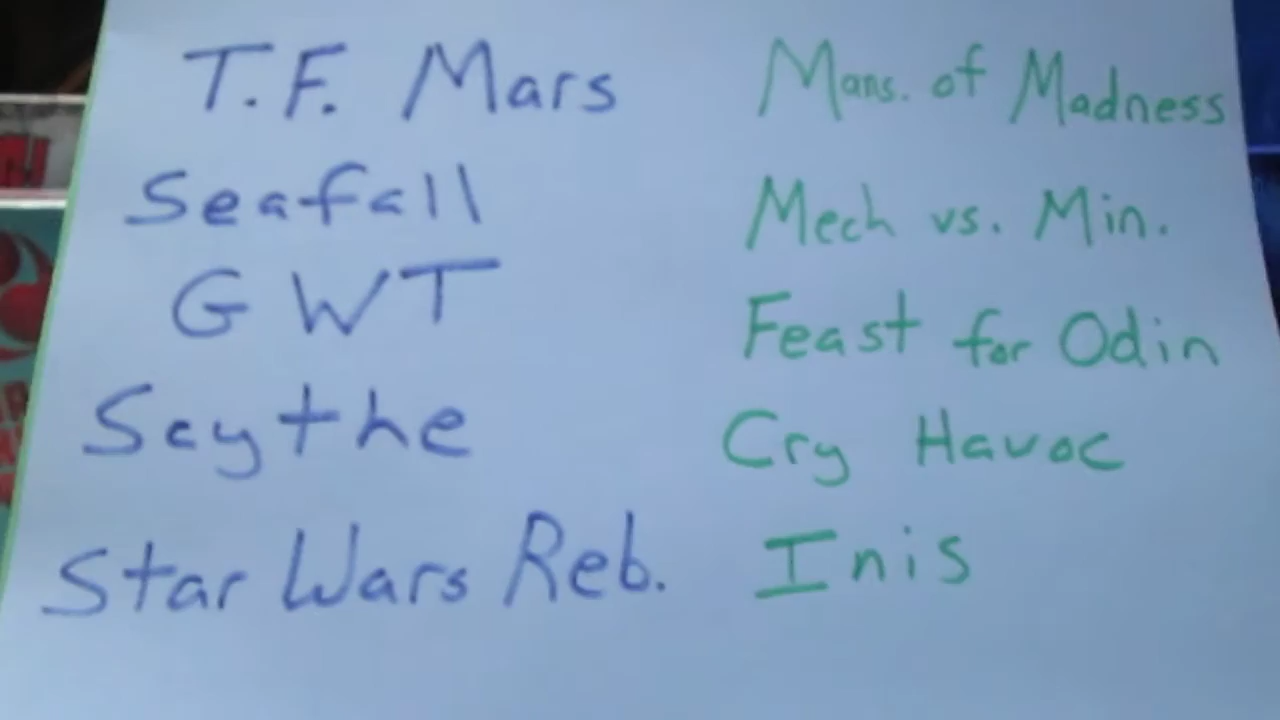 T.F. Mars
Seafall
GWT
Scythe
Star Wars Reb.
Mans. of Madness
Mech vs. Min.
Feast for Odin
Cry Havoc
Inis